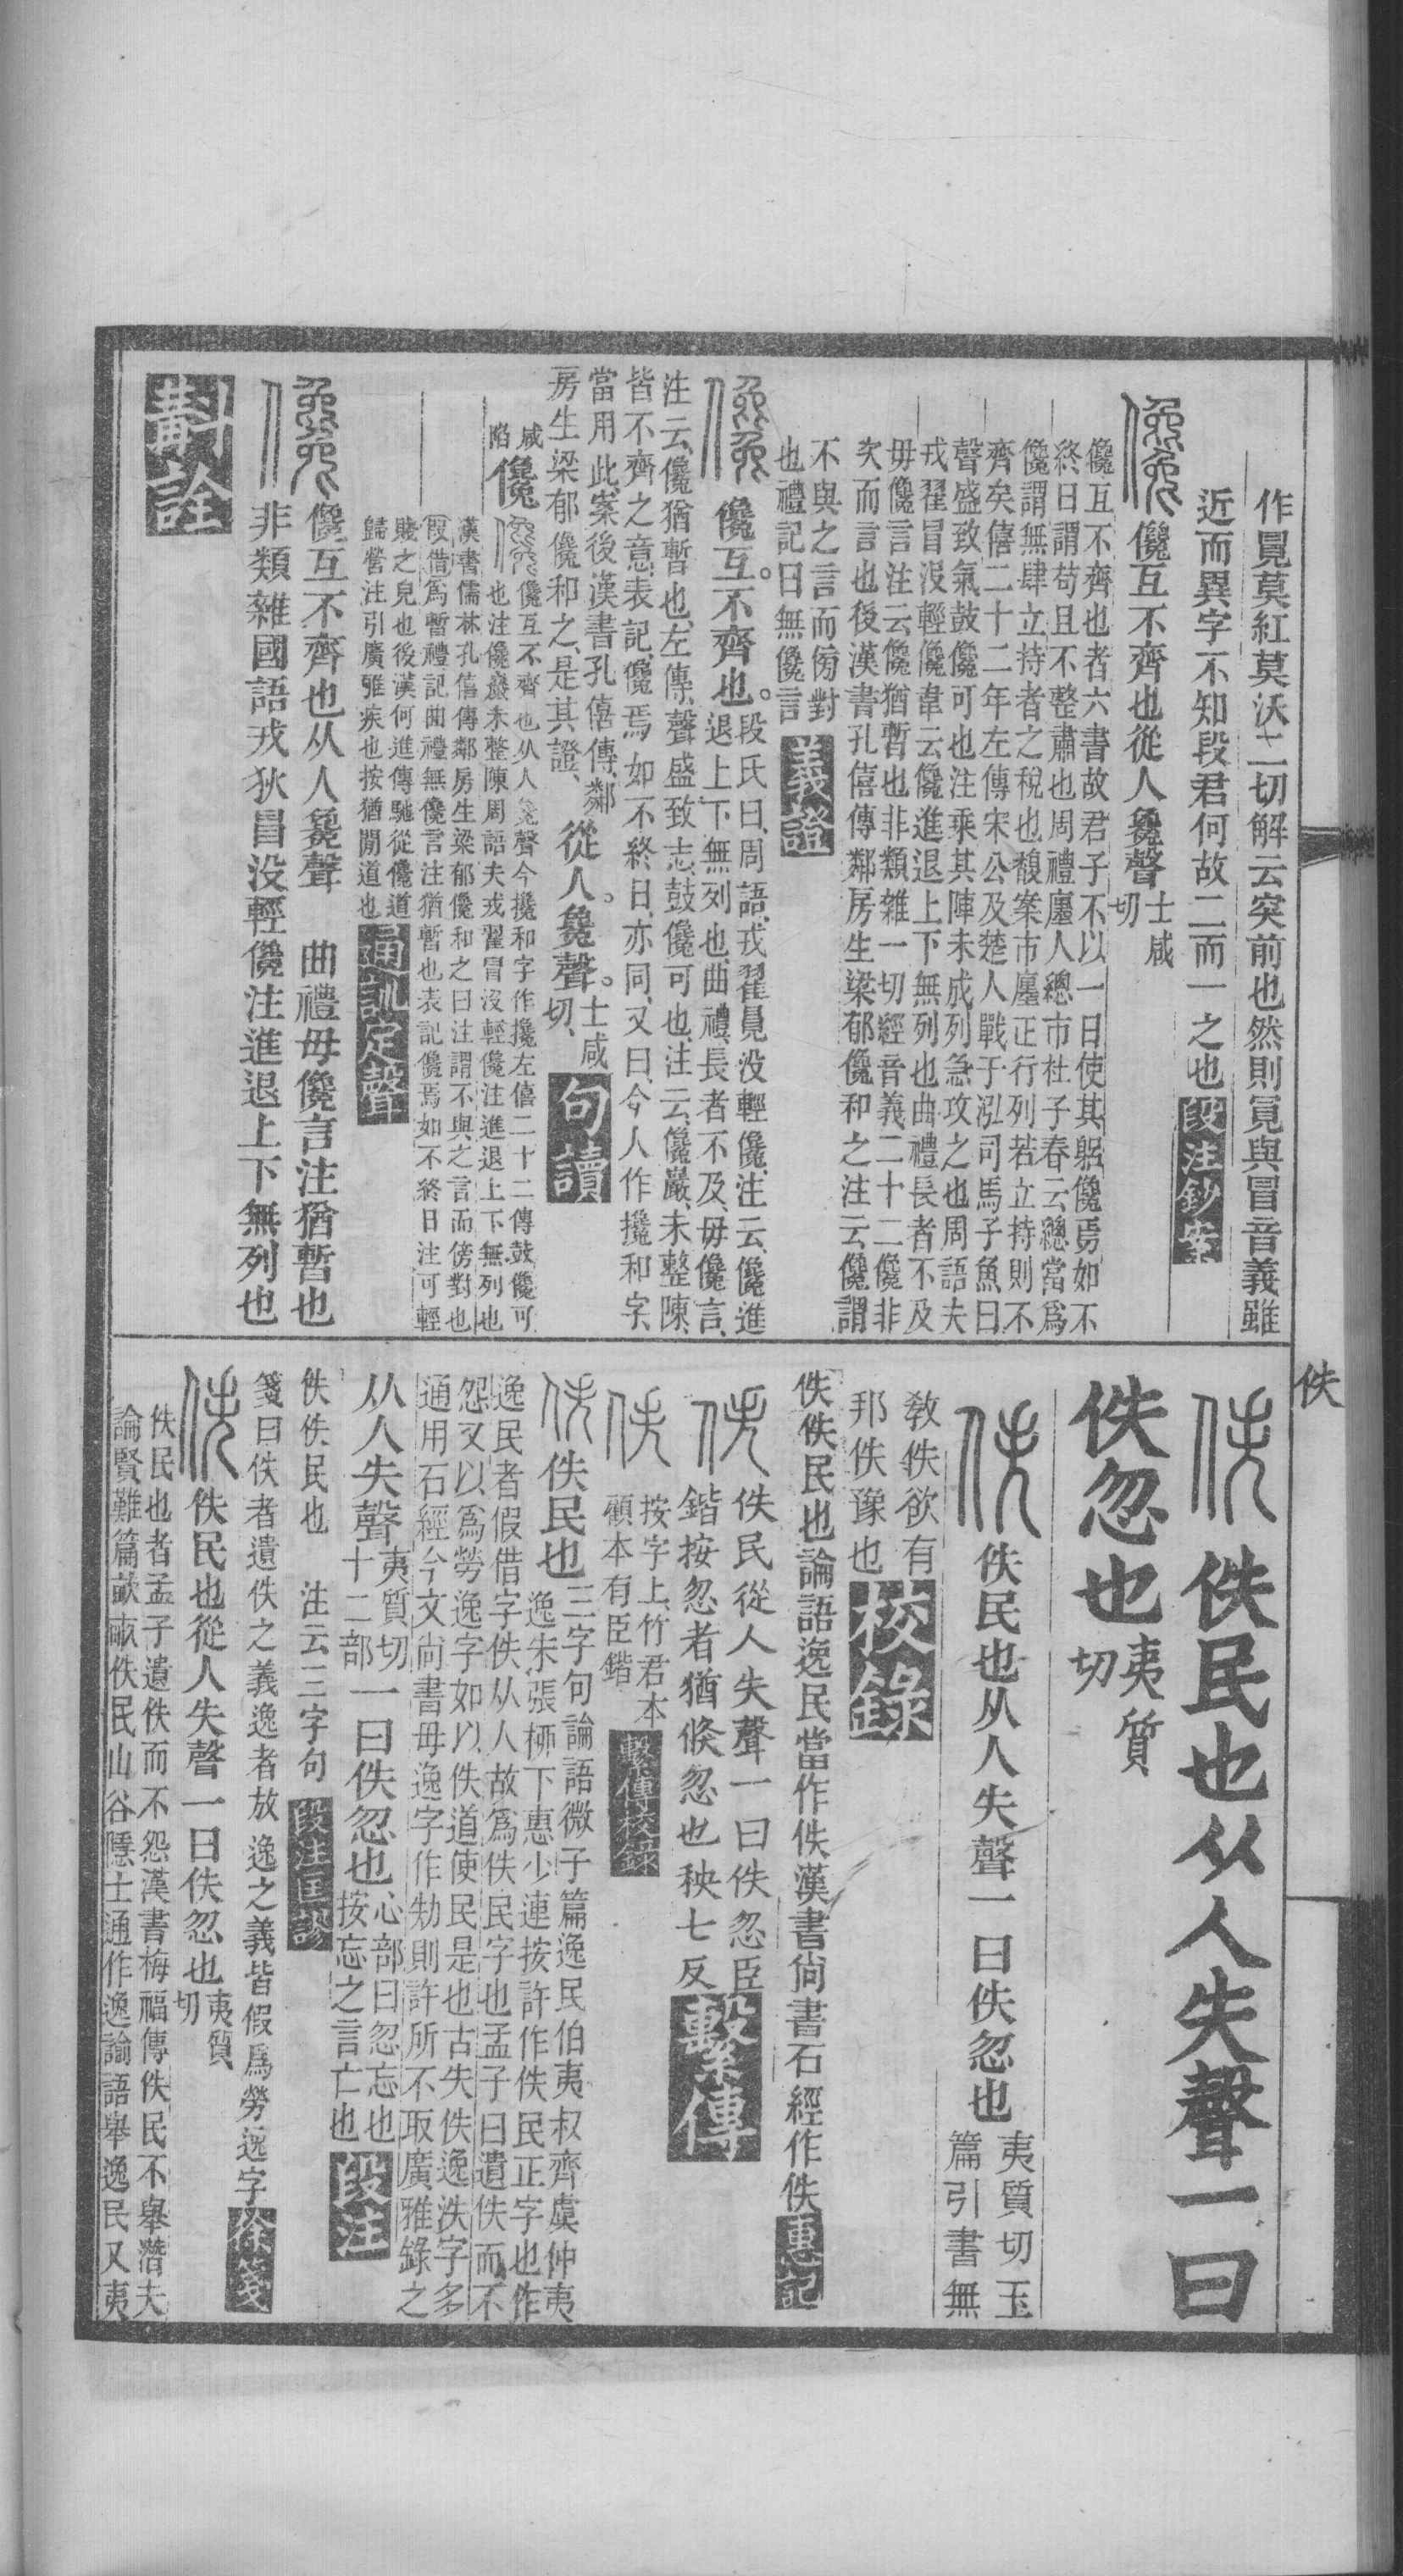 作冒莫紅莫沃二切解云突前也然則冡與冒音義雖
近而異字不知段君何故二而一之也段注鈔案
儳互不齊也從人毚聲士咸
切
儳互不齊也者六書故君子不以一日使其躬儳焉如不
終日謂苟且不整肅也周禮廛人總布杜子春云總當爲
儳謂無肆立持者之稅也馥案市廛正行列若立持則不
齊矣僖二十二年左傳宋公及楚人戰于泓司馬子魚曰
聲盛致氣鼓儳可也注乘其陣未成列急攻之也周語夫
戎翟冒沒輕儳韋云儳進退上下無列也曲禮長者不及
毋儳言注云儳猶暫也非類雜一切經音義二十二儳非
次而言也後漢書孔僖傳鄰房生梁郁儳和之注云儳謂
不與之言而傍對
也禮記曰無儳言義證
儳互不齊也段氏曰周語戎翟冒没輕儳注云儳進
退上下無列也曲禮長者不及毋儳言
注云儳猶暫也左傳聲盛致志鼓儳可也注云儳巖未整陳
皆不齊之意表記儳焉如不終日亦同又曰今人作攙和字
當用此案後漢書孔僖傳鄰
房生梁郁儳和之是其證從人毚聲士咸
切句讀
咸
陷
儳
儳互不齊也从人毚聲今攙和字作攙左僖二十二傳鼓儳可
也注儳巖未整陳周語夫戎翟冒沒輕儳注進退上下無列也
漢書儒林孔僖傳鄰房生梁郁儳和之曰注謂不與之言而傍對也
叚借爲暫禮記曲禮無儳言注猶暫也表記儳焉如不終日注可輕
賤之皃也後漢何進傳馳從儳道
歸營注引廣雅疾也按猶閒道也通訓定聲
儳互不齊也从人毚聲 曲禮毋儳言注猶暫也
非類雜國語戎狄冒没輕儳注進退上下無列也
斠詮
佚
佚民也从人失聲一曰
佚忽也夷質
切
佚民也从人失聲一曰佚忽也夷質切玉
篇引書無
敎佚欲有
邦佚豫也校錄
佚佚民也論語逸民當作佚漢書尙書石經作佚惠記
佚民從人失聲一曰佚忽臣
鍇按忽者猶倏忽也秧七反繫傳
佚
按字上竹君本
顧本有臣鍇繫傳校錄
佚民也三字句論語微子篇逸民伯夷叔齊虞仲夷
逸朱張桺下惠少連按許作佚民正字也作
逸民者假借字佚从人故爲佚民字也孟子曰遺佚而不
怨又以爲勞逸字如以佚道使民是也古失佚逸泆字多
通用石經今文尙書毋逸字作劮則許所不取廣雅錄之
从人失聲夷質切
十二部一曰佚忽也心部曰忽忘也
按忘之言亡也段注
佚佚民也 注云三字句段注匡謬
箋曰佚者遺佚之義逸者放逸之義皆假爲勞逸字徐箋
佚民也從人失聲一曰佚忽也夷質
切
佚民也者孟子遺佚而不怨漢書梅福傳佚民不舉潛夫
論賢難篇畎畝佚民山谷隱士通作逸論語舉逸民又夷